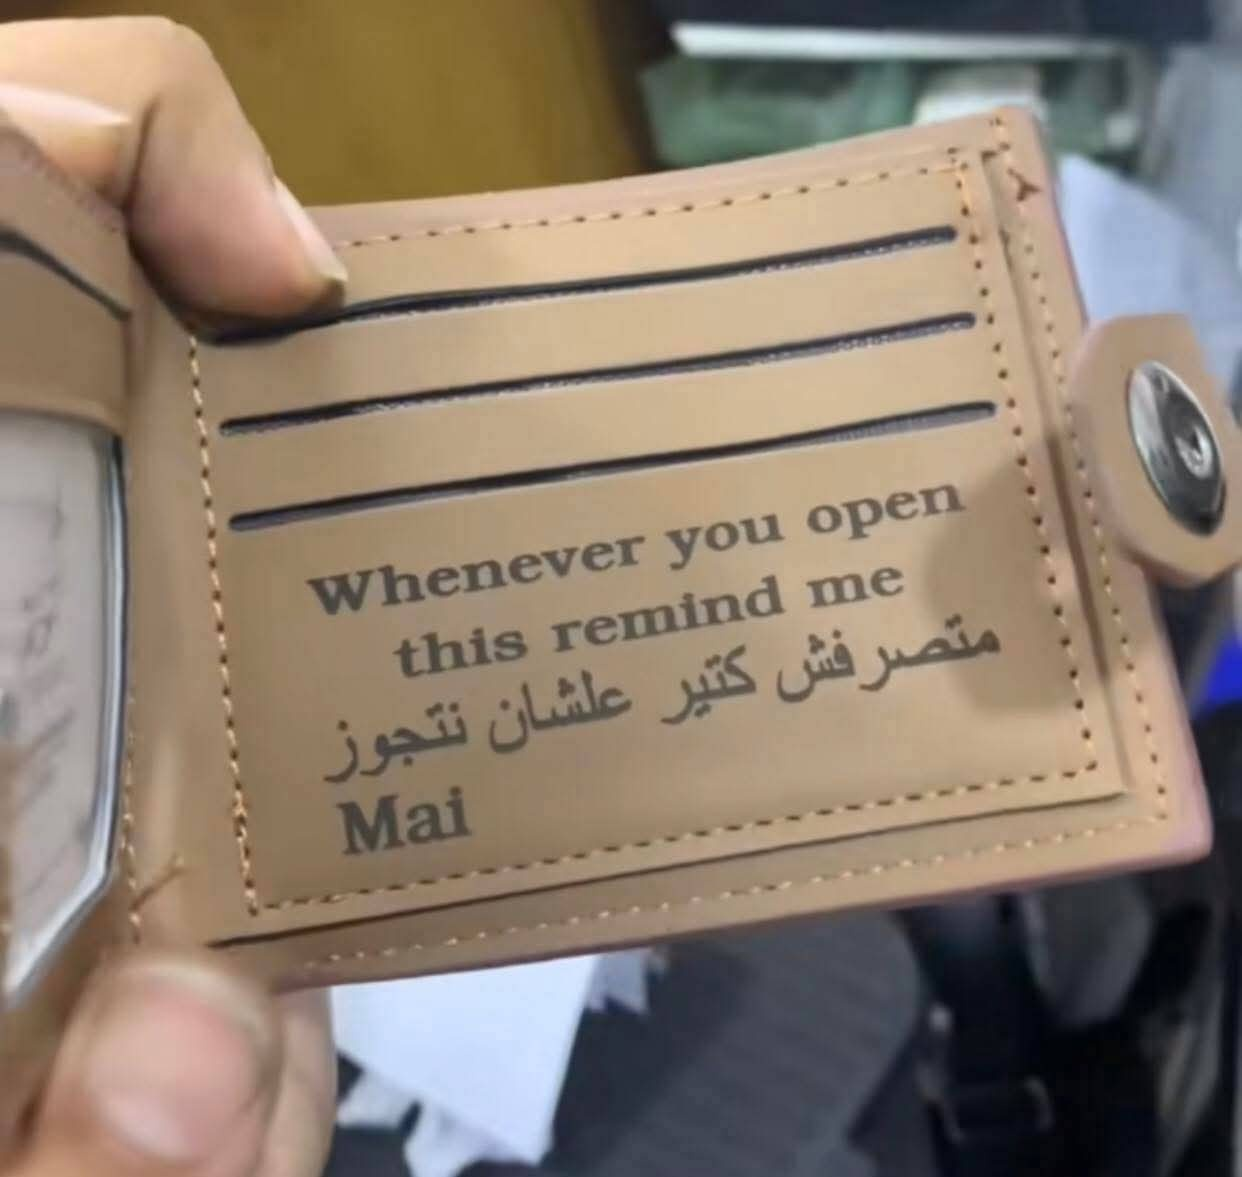 Whenever you open
this remind me
متصرفش كتير علشان نتجوز
Mai